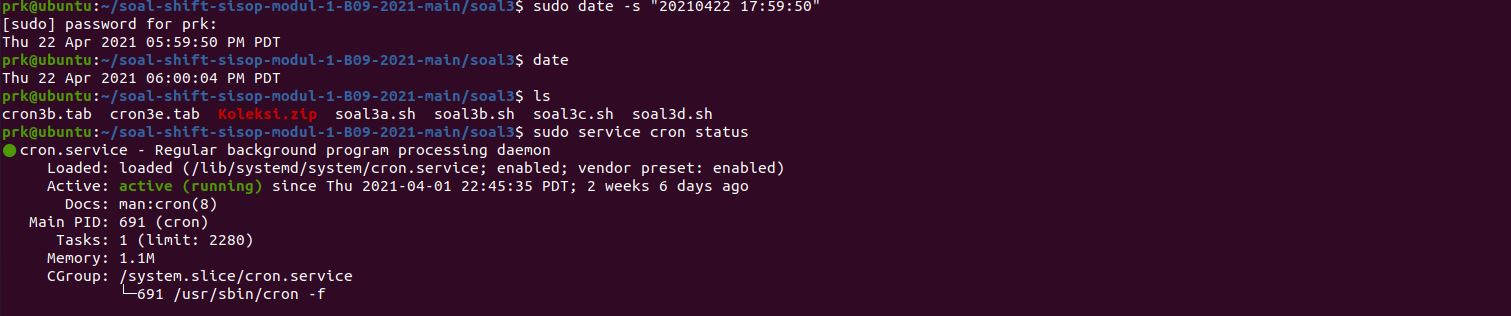 prk@ubuntu:~/soal-shift-sisop-modul-1-B09-2021-main/soal3$ sudo date -s "20210422 17:59:50"
[sudo] password for prk:
Thu 22 Apr 2021 05:59:50 PM PDT
prk@ubuntu:~/soal-shift-sisop-modul-1-B09-2021-main/soal3$ date
Thu 22 Apr 2021 06:00:04 PM PDT
prk@ubuntu:~/soal-shift-sisop-modul-1-B09-2021-main/soal3$ ls
cron3b.tab  cron3e.tab  Koleksi.zip  soal3a.sh  soal3b.sh  soal3c.sh  soal3d.sh
prk@ubuntu:~/soal-shift-sisop-modul-1-B09-2021-main/soal3$ sudo service cron status
● cron.service - Regular background program processing daemon
     Loaded: loaded (/lib/systemd/system/cron.service; enabled; vendor preset: enabled)
     Active: active (running) since Thu 2021-04-01 22:45:35 PDT; 2 weeks 6 days ago
       Docs: man:cron(8)
   Main PID: 691 (cron)
      Tasks: 1 (limit: 2280)
     Memory: 1.1M
     CGroup: /system.slice/cron.service
             └─691 /usr/sbin/cron -f